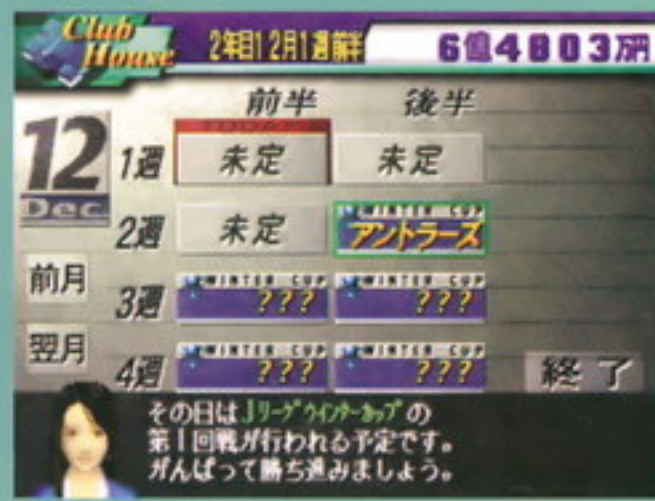 Club House 2年目12月1週前半 6億4803万円
前半 後半
12 Dec
1週 未定 未定
2週 未定 WINTER CUP アントラーズ
前月
3週 WINTER CUP ??? WINTER CUP ???
翌月
4週 WINTER CUP ??? WINTER CUP ??? 終了
その日はJリーグウインターカップの
第1回戦が行われる予定です。
がんばって勝ち進みましょう。